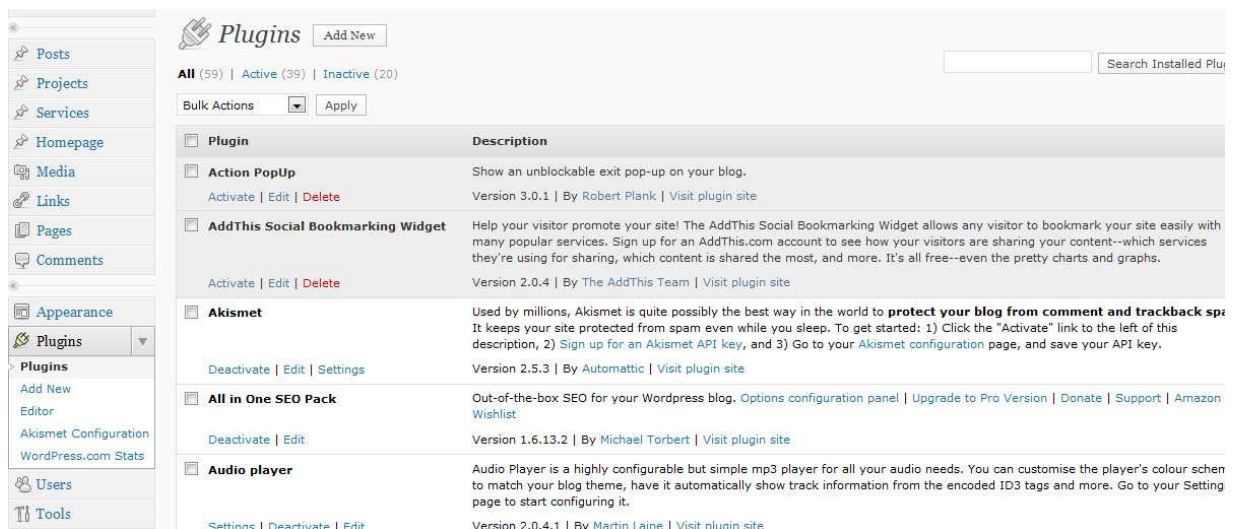 Posts
Projects
Services
Homepage
Media
Links
Pages
Comments
Appearance
Plugins
Plugins
Add New
Editor
Akismet Configuration
WordPress.com Stats
Users
Tools
Plugins Add New
All (59) | Active (39) | Inactive (20)
Search Installed Plu
Bulk Actions Apply
Plugin Description
Action PopUp Show an unblockable exit pop-up on your blog.
Activate | Edit | Delete Version 3.0.1 | By Robert Plank | Visit plugin site
AddThis Social Bookmarking Widget Help your visitor promote your site! The AddThis Social Bookmarking Widget allows any visitor to bookmark your site easily with
many popular services. Sign up for an AddThis.com account to see how your visitors are sharing your content--which services
they're using for sharing, which content is shared the most, and more. It's all free--even the pretty charts and graphs.
Activate | Edit | Delete Version 2.0.4 | By The AddThis Team | Visit plugin site
Akismet Used by millions, Akismet is quite possibly the best way in the world to protect your blog from comment and trackback spa
It keeps your site protected from spam even while you sleep. To get started: 1) Click the "Activate" link to the left of this
description, 2) Sign up for an Akismet API key, and 3) Go to your Akismet configuration page, and save your API key.
Deactivate | Edit | Settings Version 2.5.3 | By Automattic | Visit plugin site
All in One SEO Pack Out-of-the-box SEO for your Wordpress blog. Options configuration panel | Upgrade to Pro Version | Donate | Support | Amazon
Wishlist
Deactivate | Edit Version 1.6.13.2 | By Michael Torbert | Visit plugin site
Audio player Audio Player is a highly configurable but simple mp3 player for all your audio needs. You can customise the player's colour schem
to match your blog theme, have it automatically show track information from the encoded ID3 tags and more. Go to your Setting
page to start configuring it.
Settings | Deactivate | Edit Version 2.0.4.1 | By Martin Laine | Visit plugin site